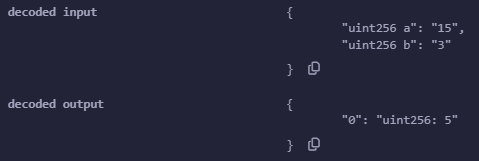 decoded input {
"uint256 a": "15",
"uint256 b": "3"
}
decoded output {
"0": "uint256: 5"
}